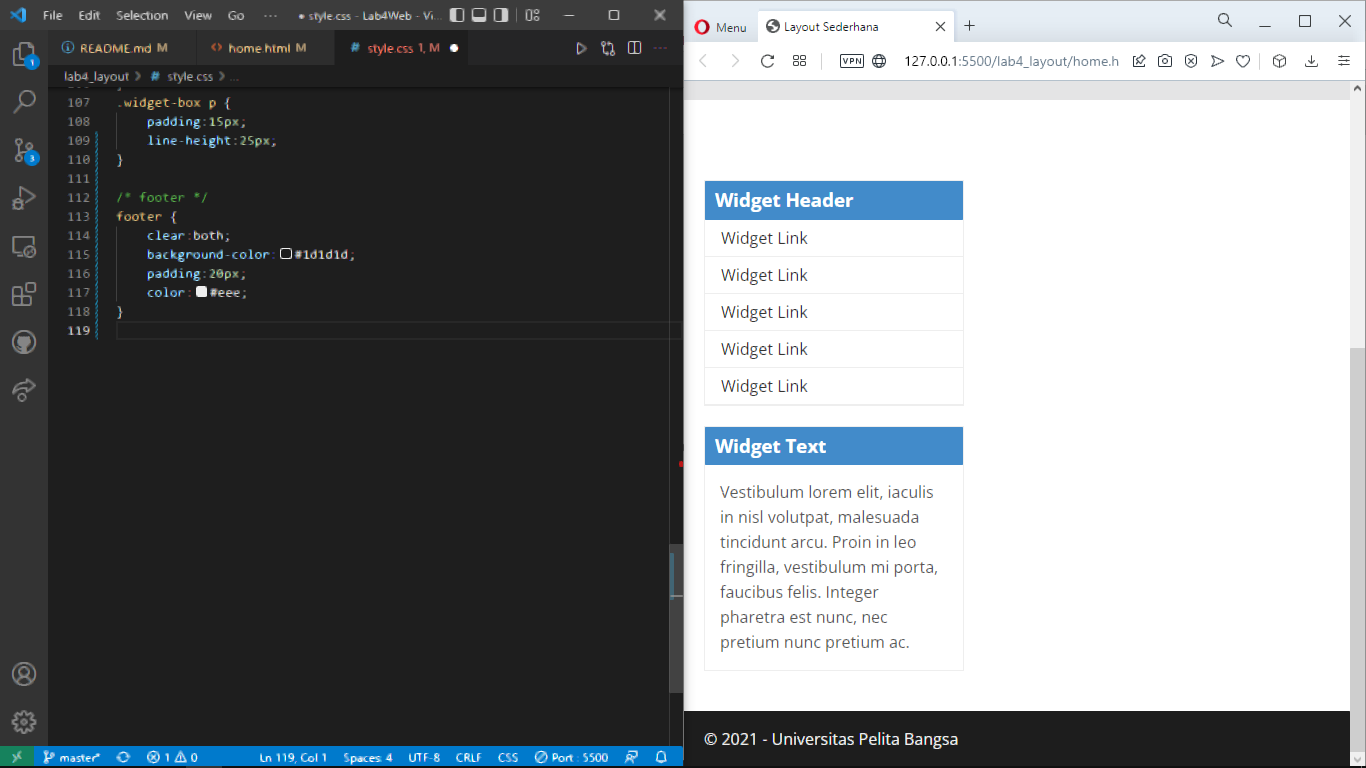 File Edit Selection View Go ··· ● style.css - Lab4Web - Vi...
README.md M home.html M # style.css 1, M ●
lab4_layout > # style.css > ...
107 .widget-box p {
108 padding:15px;
109 line-height:25px;
110 }
111
112 /* footer */
113 footer {
114 clear:both;
115 background-color: #1d1d1d;
116 padding:20px;
117 color: #eee;
118 }
119
1
3
master* 1 0 Ln 119, Col 1 Spaces: 4 UTF-8 CRLF CSS Port : 5500
Menu Layout Sederhana
VPN 127.0.0.1:5500/lab4_layout/home.h
Widget Header
Widget Link
Widget Link
Widget Link
Widget Link
Widget Link
Widget Text
Vestibulum lorem elit, iaculis
in nisl volutpat, malesuada
tincidunt arcu. Proin in leo
fringilla, vestibulum mi porta,
faucibus felis. Integer
pharetra est nunc, nec
pretium nunc pretium ac.
© 2021 - Universitas Pelita Bangsa